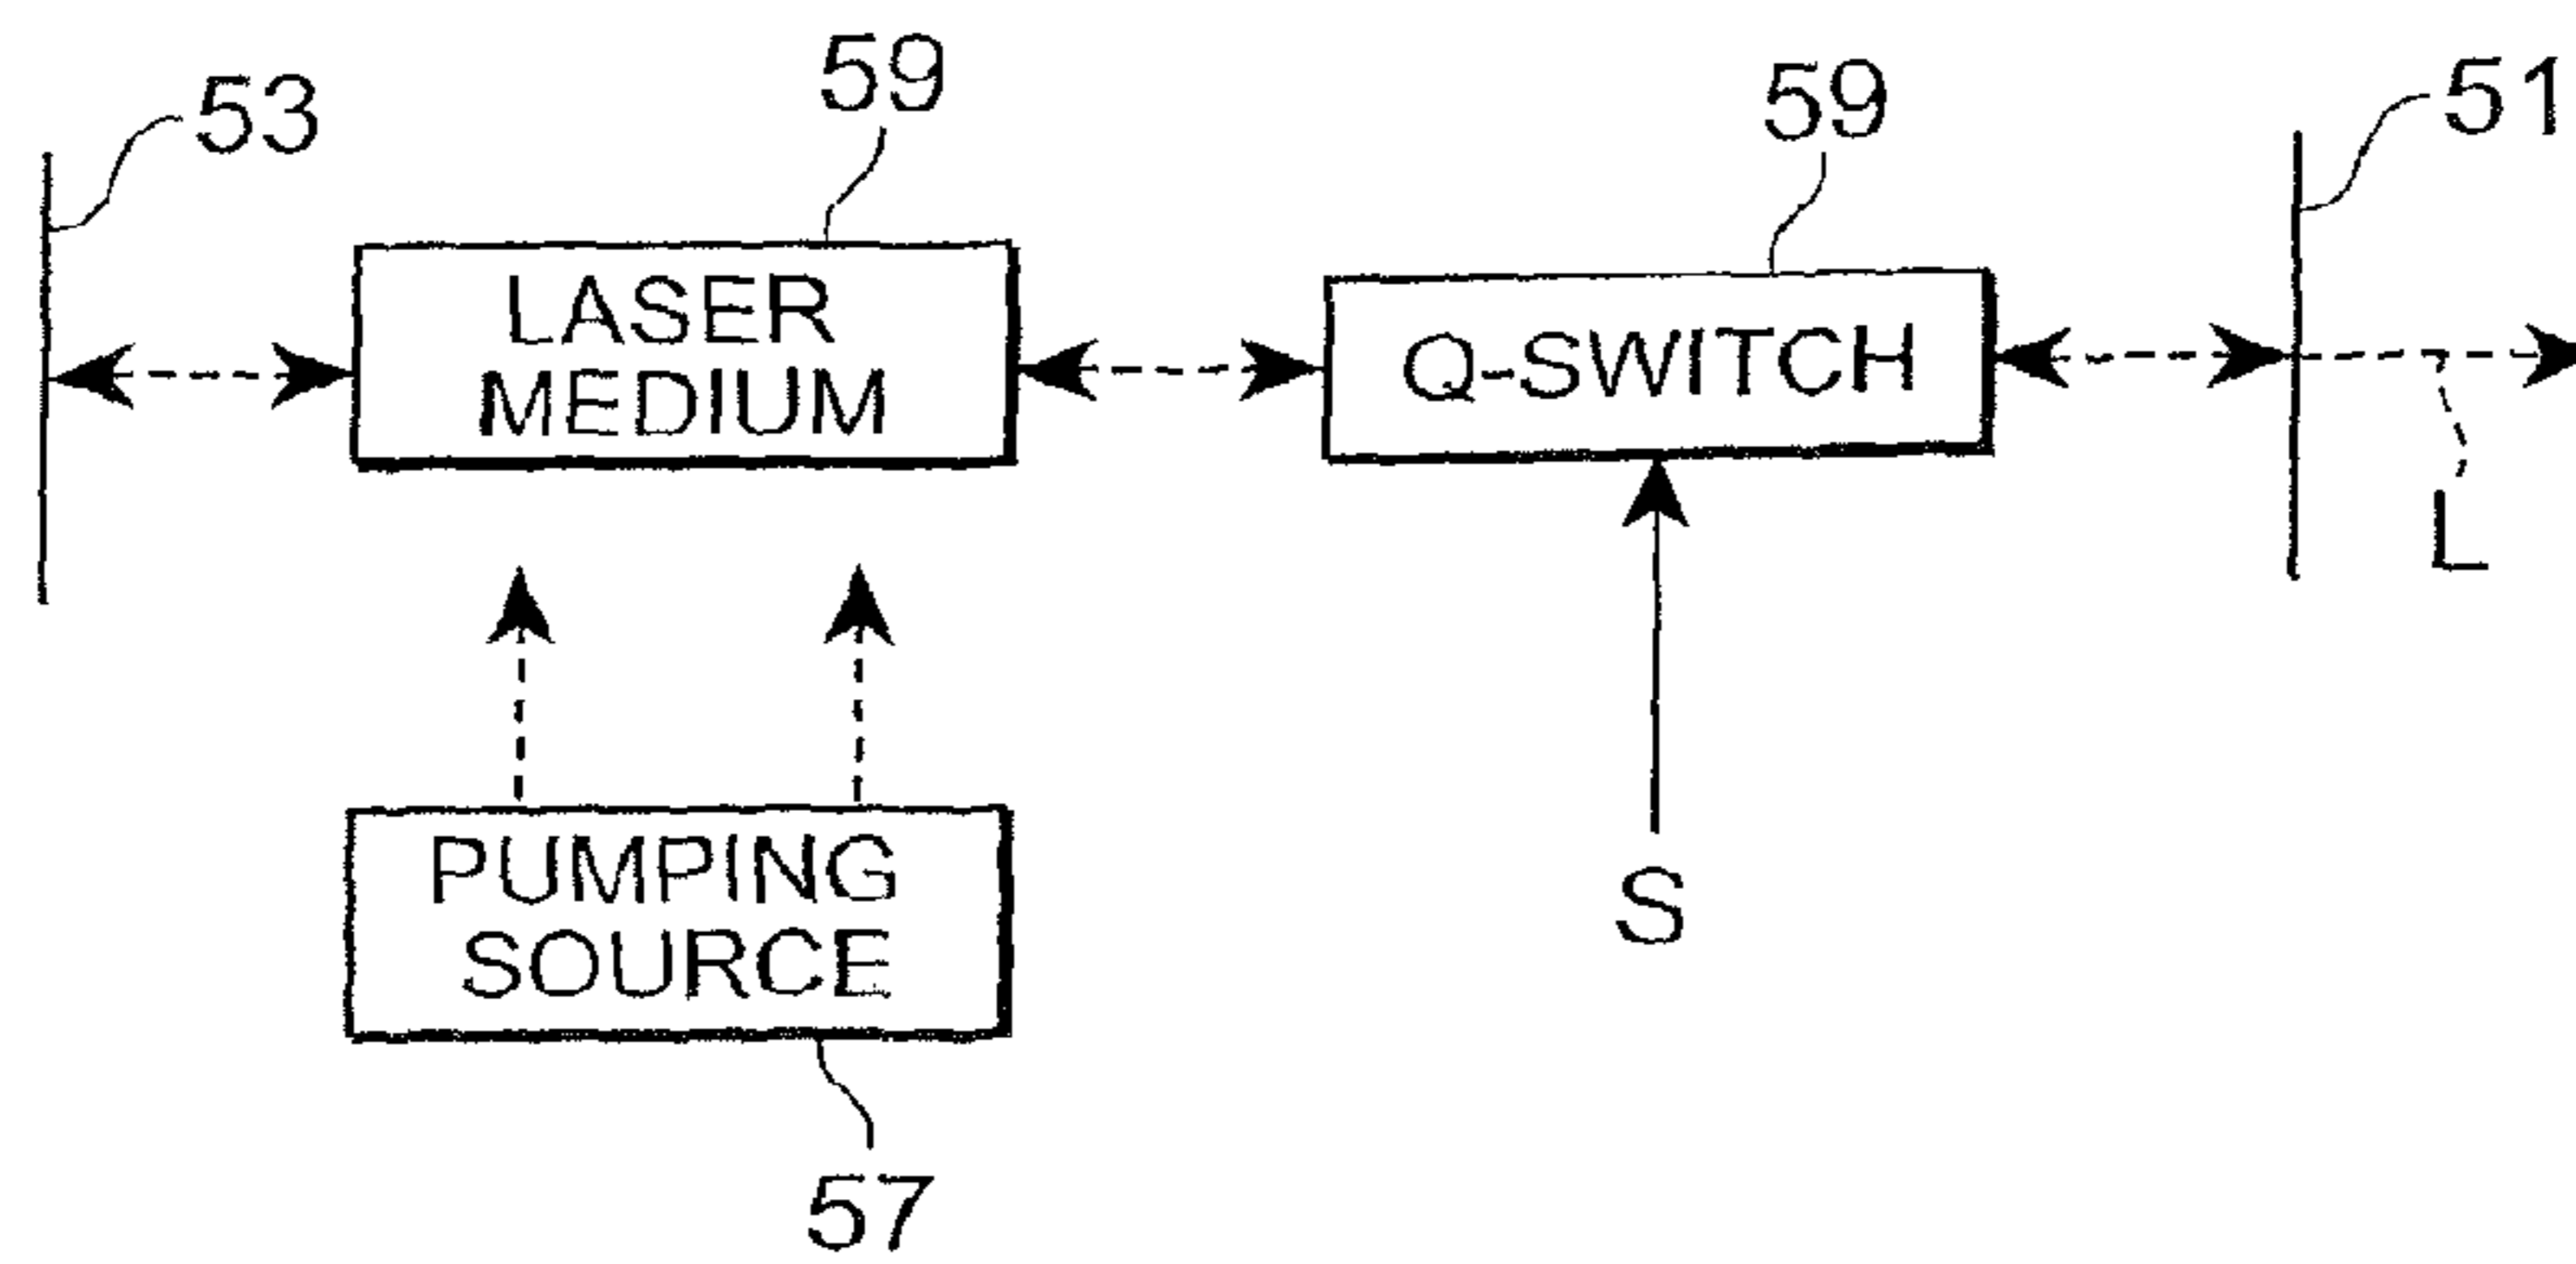 53
59
59
51
LASER
MEDIUM
Q-SWITCH
L
PUMPING
SOURCE
S
57